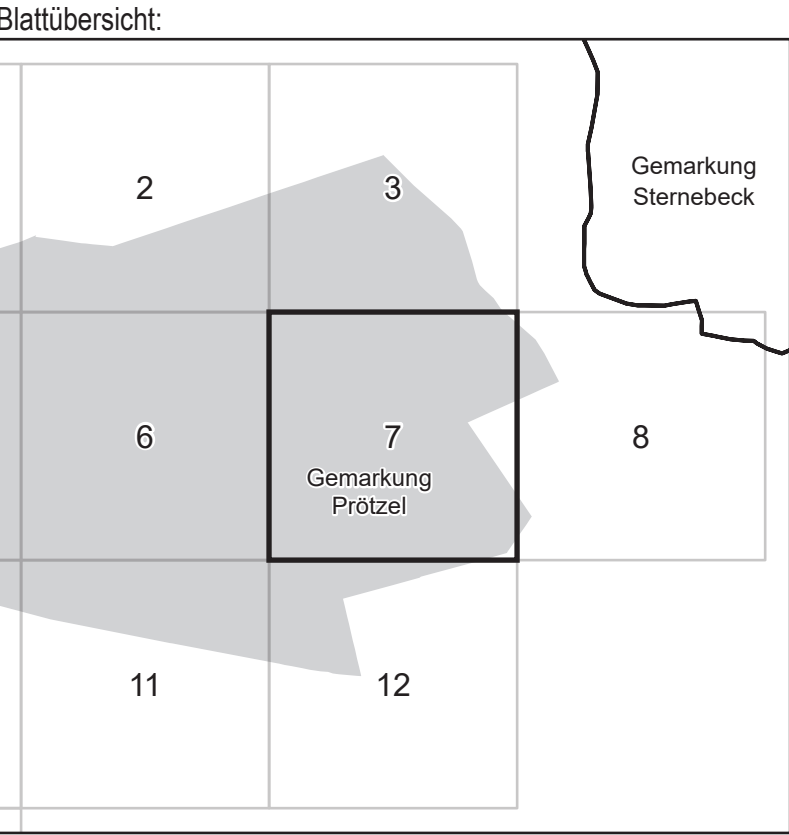 Blattübersicht:
2
3
Gemarkung
Sternebeck
6
7
8
Gemarkung
Prötzel
11
12